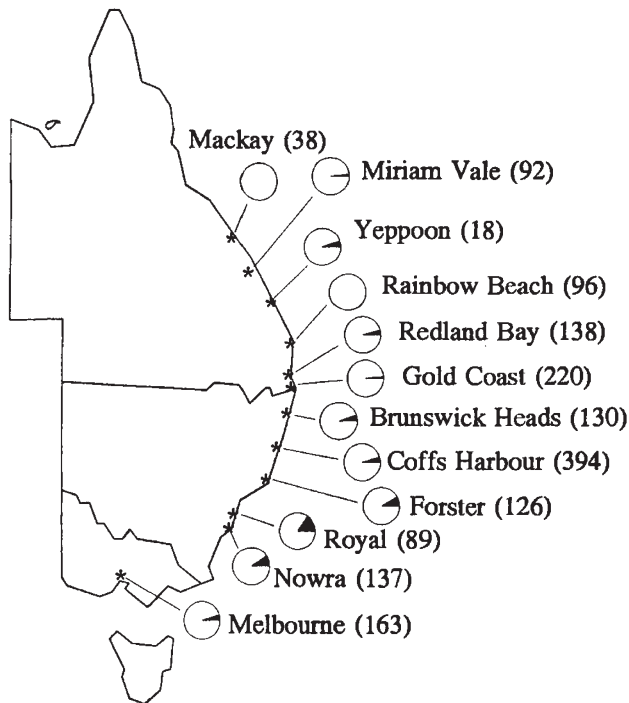 Mackay (38)
Miriam Vale (92)
Yeppoon (18)
Rainbow Beach (96)
Redland Bay (138)
Gold Coast (220)
Brunswick Heads (130)
Coffs Harbour (394)
Forster (126)
Royal (89)
Nowra (137)
Melbourne (163)